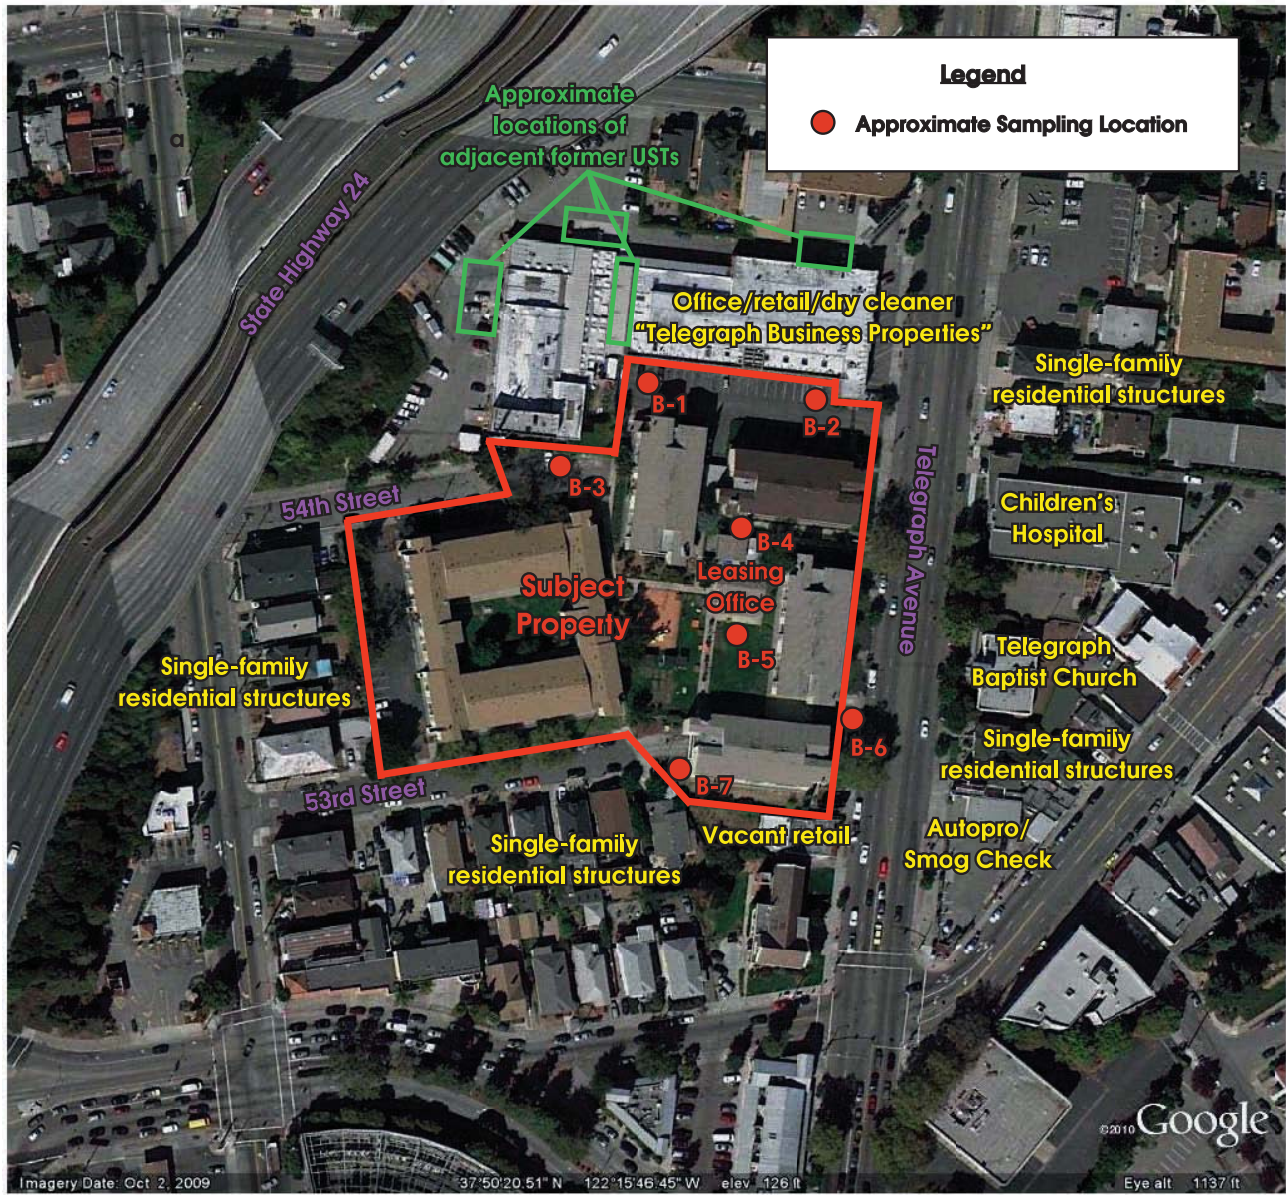 Legend
Approximate Sampling Location
Approximate
locations of
adjacent former USTs
a
State Highway 24
Office/retail/dry cleaner
“Telegraph Business Properties”
Single-family
residential structures
B-1
B-2
B-3
54th Street
Telegraph Avenue
Children's
Hospital
B-4
Leasing
Office
Subject
Property
B-5
Telegraph
Baptist Church
Single-family
residential structures
B-6
Single-family
residential structures
B-7
53rd Street
Vacant retail
Autopro/
Smog Check
Single-family
residential structures
©2010 Google
Imagery Date: Oct 2, 2009
37°50'20.51" N 122°15'46.45" W elev 126 ft
Eye alt 1137 ft